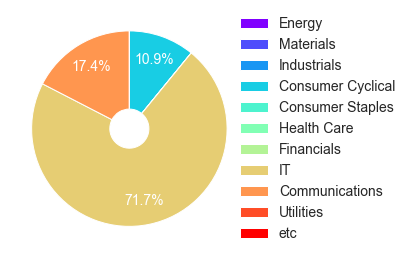 Energy
Materials
Industrials
Consumer Cyclical
Consumer Staples
Health Care
Financials
IT
Communications
Utilities
etc
17.4%
10.9%
71.7%